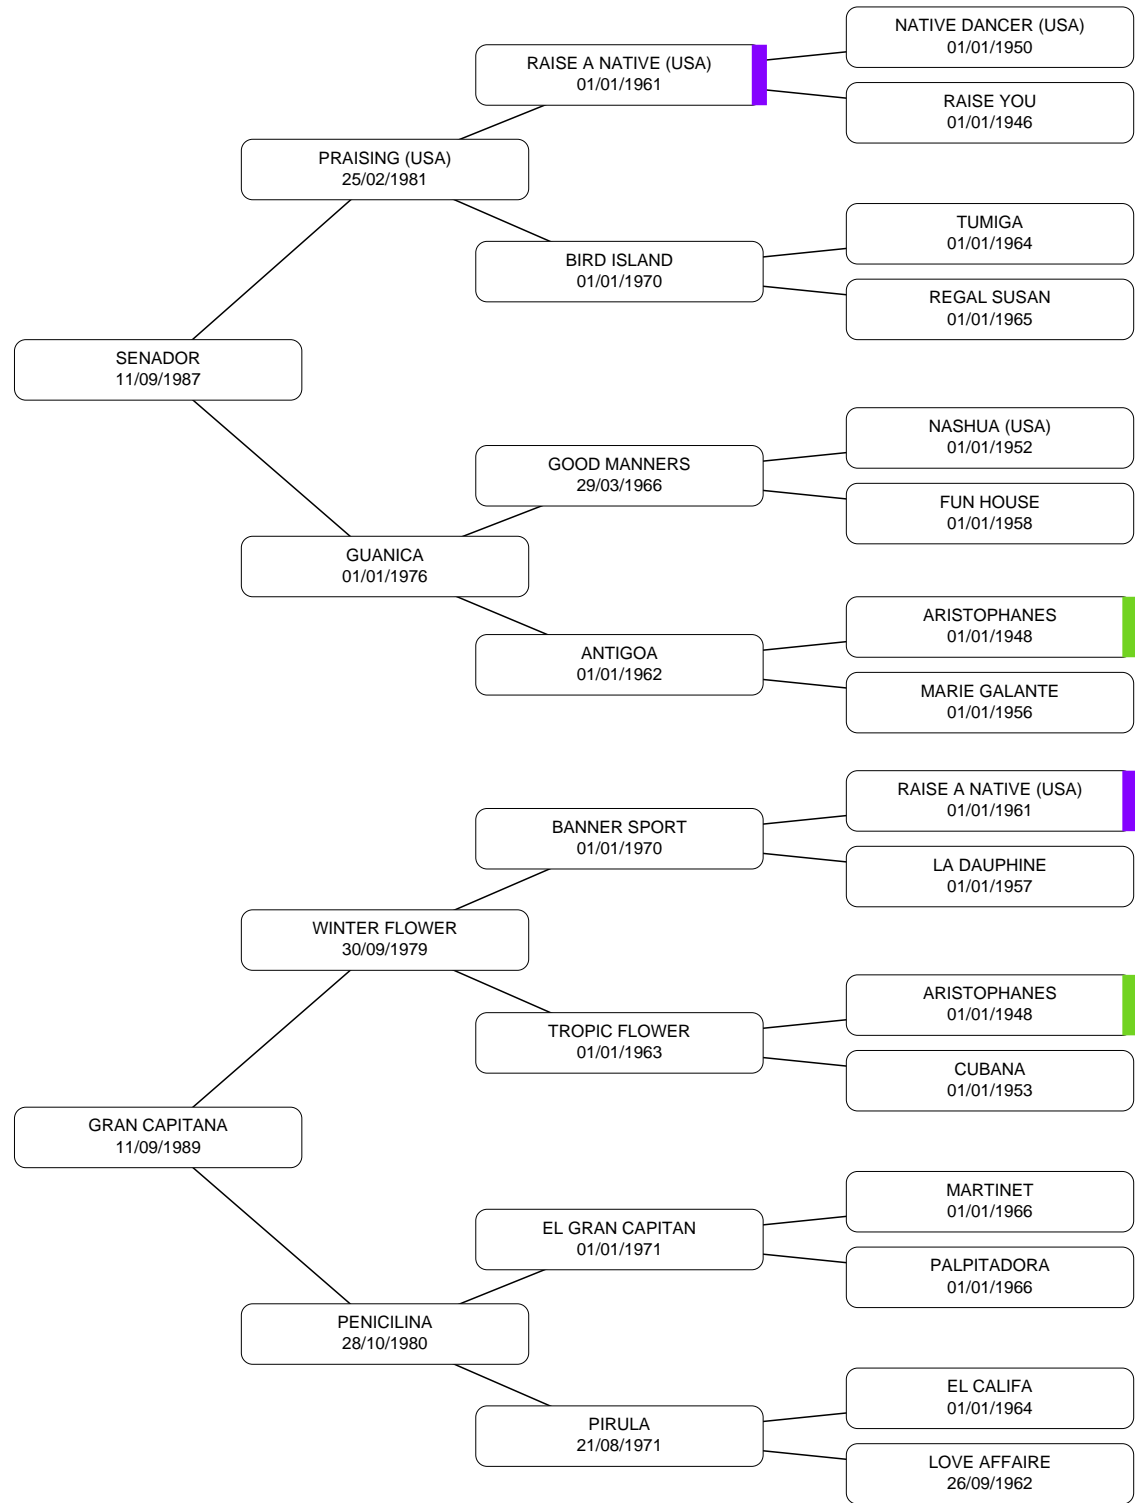 NATIVE DANCER (USA)
01/01/1950
RAISE A NATIVE (USA)
01/01/1961
RAISE YOU
01/01/1946
PRAISING (USA)
25/02/1981
TUMIGA
01/01/1964
BIRD ISLAND
01/01/1970
REGAL SUSAN
01/01/1965
SENADOR
11/09/1987
NASHUA (USA)
01/01/1952
GOOD MANNERS
29/03/1966
FUN HOUSE
01/01/1958
GUANICA
01/01/1976
ARISTOPHANES
01/01/1948
ANTIGOA
01/01/1962
MARIE GALANTE
01/01/1956
RAISE A NATIVE (USA)
01/01/1961
BANNER SPORT
01/01/1970
LA DAUPHINE
01/01/1957
WINTER FLOWER
30/09/1979
ARISTOPHANES
01/01/1948
TROPIC FLOWER
01/01/1963
CUBANA
01/01/1953
GRAN CAPITANA
11/09/1989
MARTINET
01/01/1966
EL GRAN CAPITAN
01/01/1971
PALPITADORA
01/01/1966
PENICILINA
28/10/1980
EL CALIFA
01/01/1964
PIRULA
21/08/1971
LOVE AFFAIRE
26/09/1962